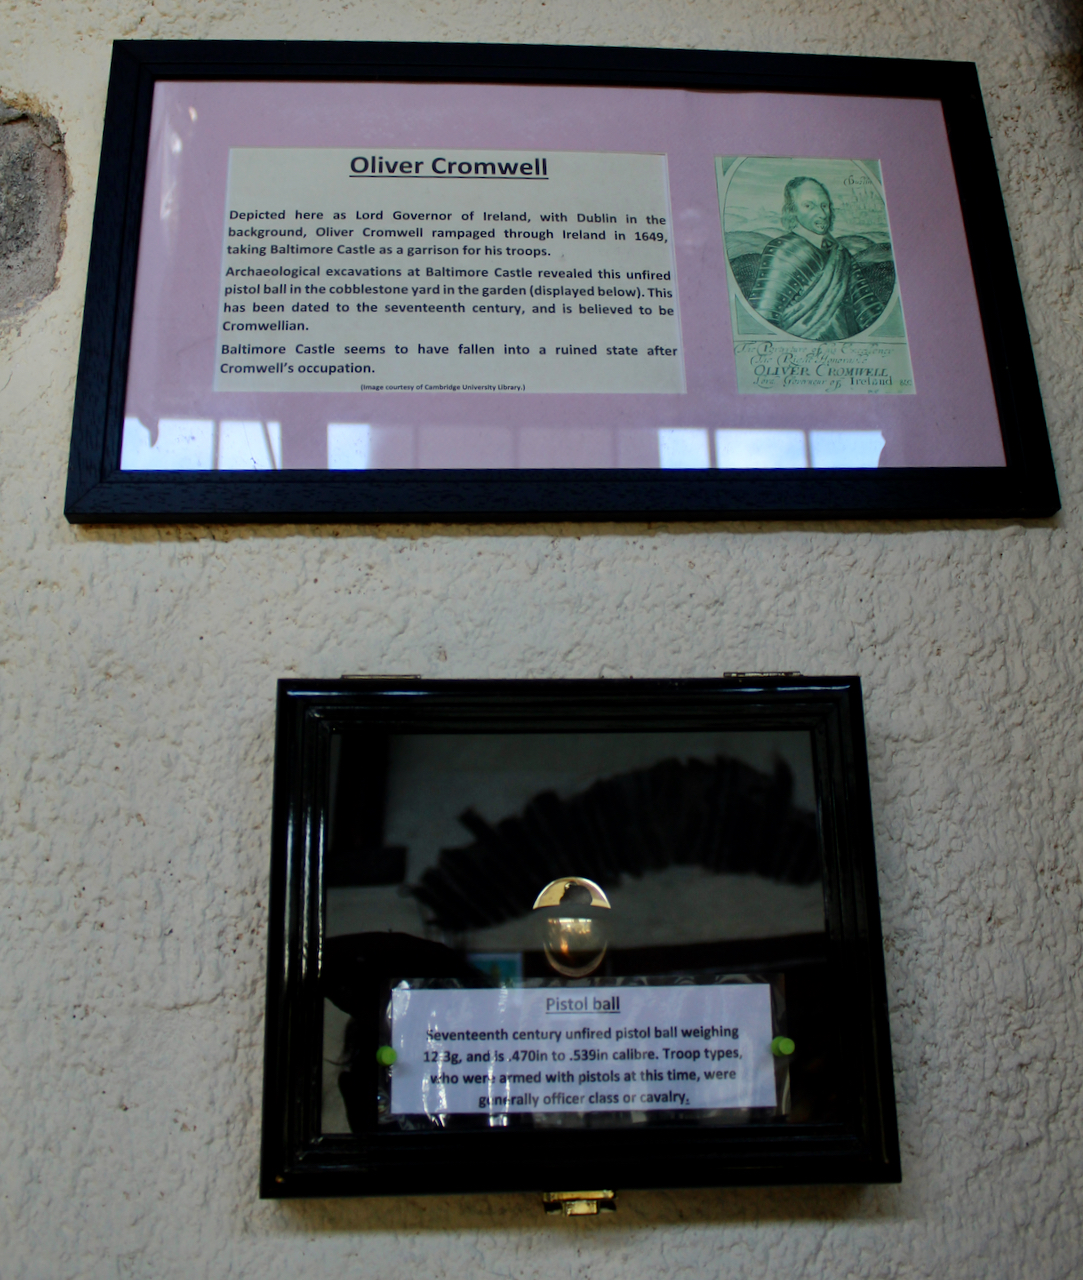 Oliver Cromwell
Depicted here as Lord Governor of Ireland, with Dublin in the
background, Oliver Cromwell rampaged through Ireland in 1649,
taking Baltimore Castle as a garrison for his troops.
Archaeological excavations at Baltimore Castle revealed this unfired
pistol ball in the cobblestone yard in the garden (displayed below). This
has been dated to the seventeenth century, and is believed to be
Cromwellian.
Baltimore Castle seems to have fallen into a ruined state after
Cromwell's occupation.
(Image courtesy of Cambridge University Library.)
OLIVER CROMWELL
Lord Governor of Ireland
Pistol ball
Seventeenth century unfired pistol ball weighing
12.3g, and is .470in to .539in calibre. Troop types,
who were armed with pistols at this time, were
generally officer class or cavalry.